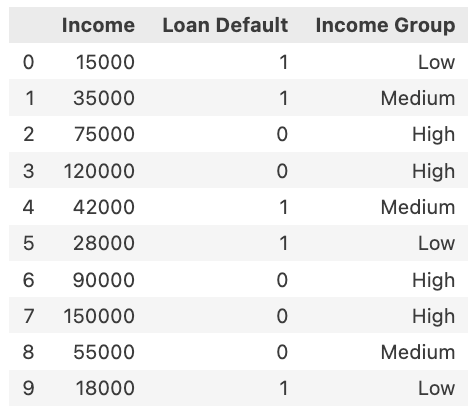 Income Loan Default Income Group
0 15000 1 Low
1 35000 1 Medium
2 75000 0 High
3 120000 0 High
4 42000 1 Medium
5 28000 1 Low
6 90000 0 High
7 150000 0 High
8 55000 0 Medium
9 18000 1 Low